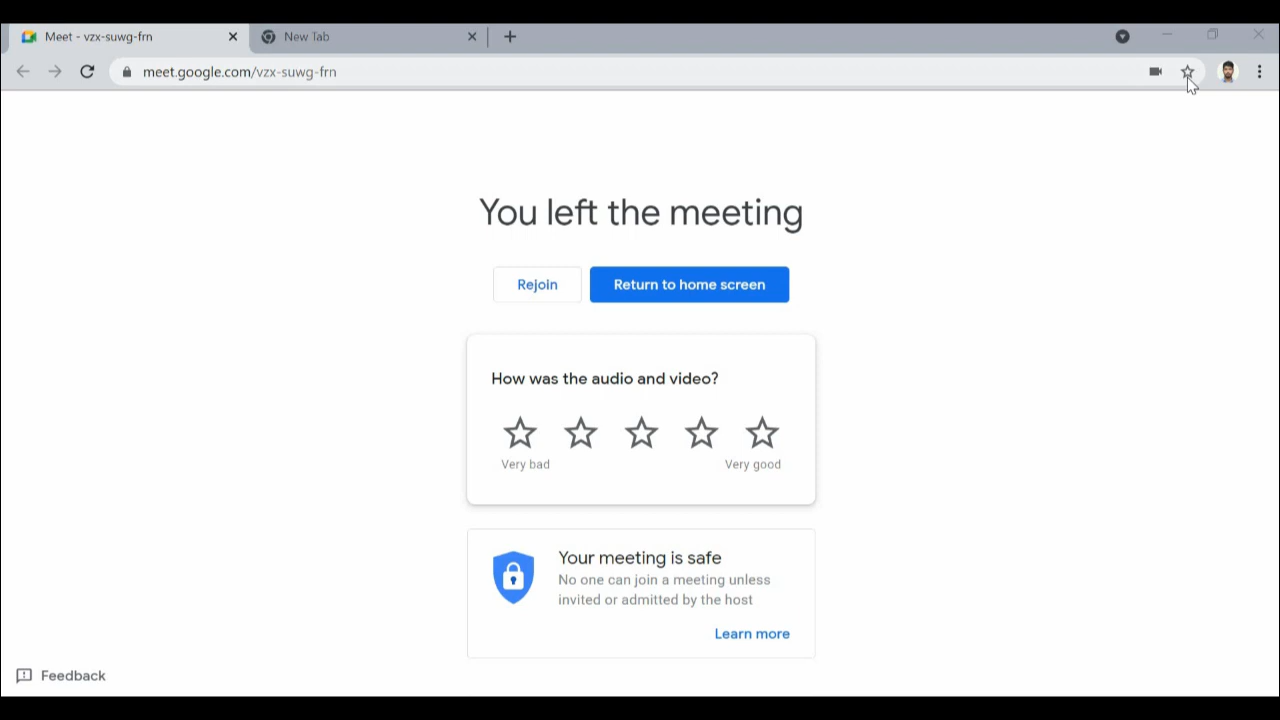 Meet - vzx-suwg-frn
New Tab
meet.google.com/vzx-suwg-frn
You left the meeting
Rejoin
Return to home screen
How was the audio and video?
Very bad
Very good
Your meeting is safe
No one can join a meeting unless
invited or admitted by the host
Learn more
Feedback